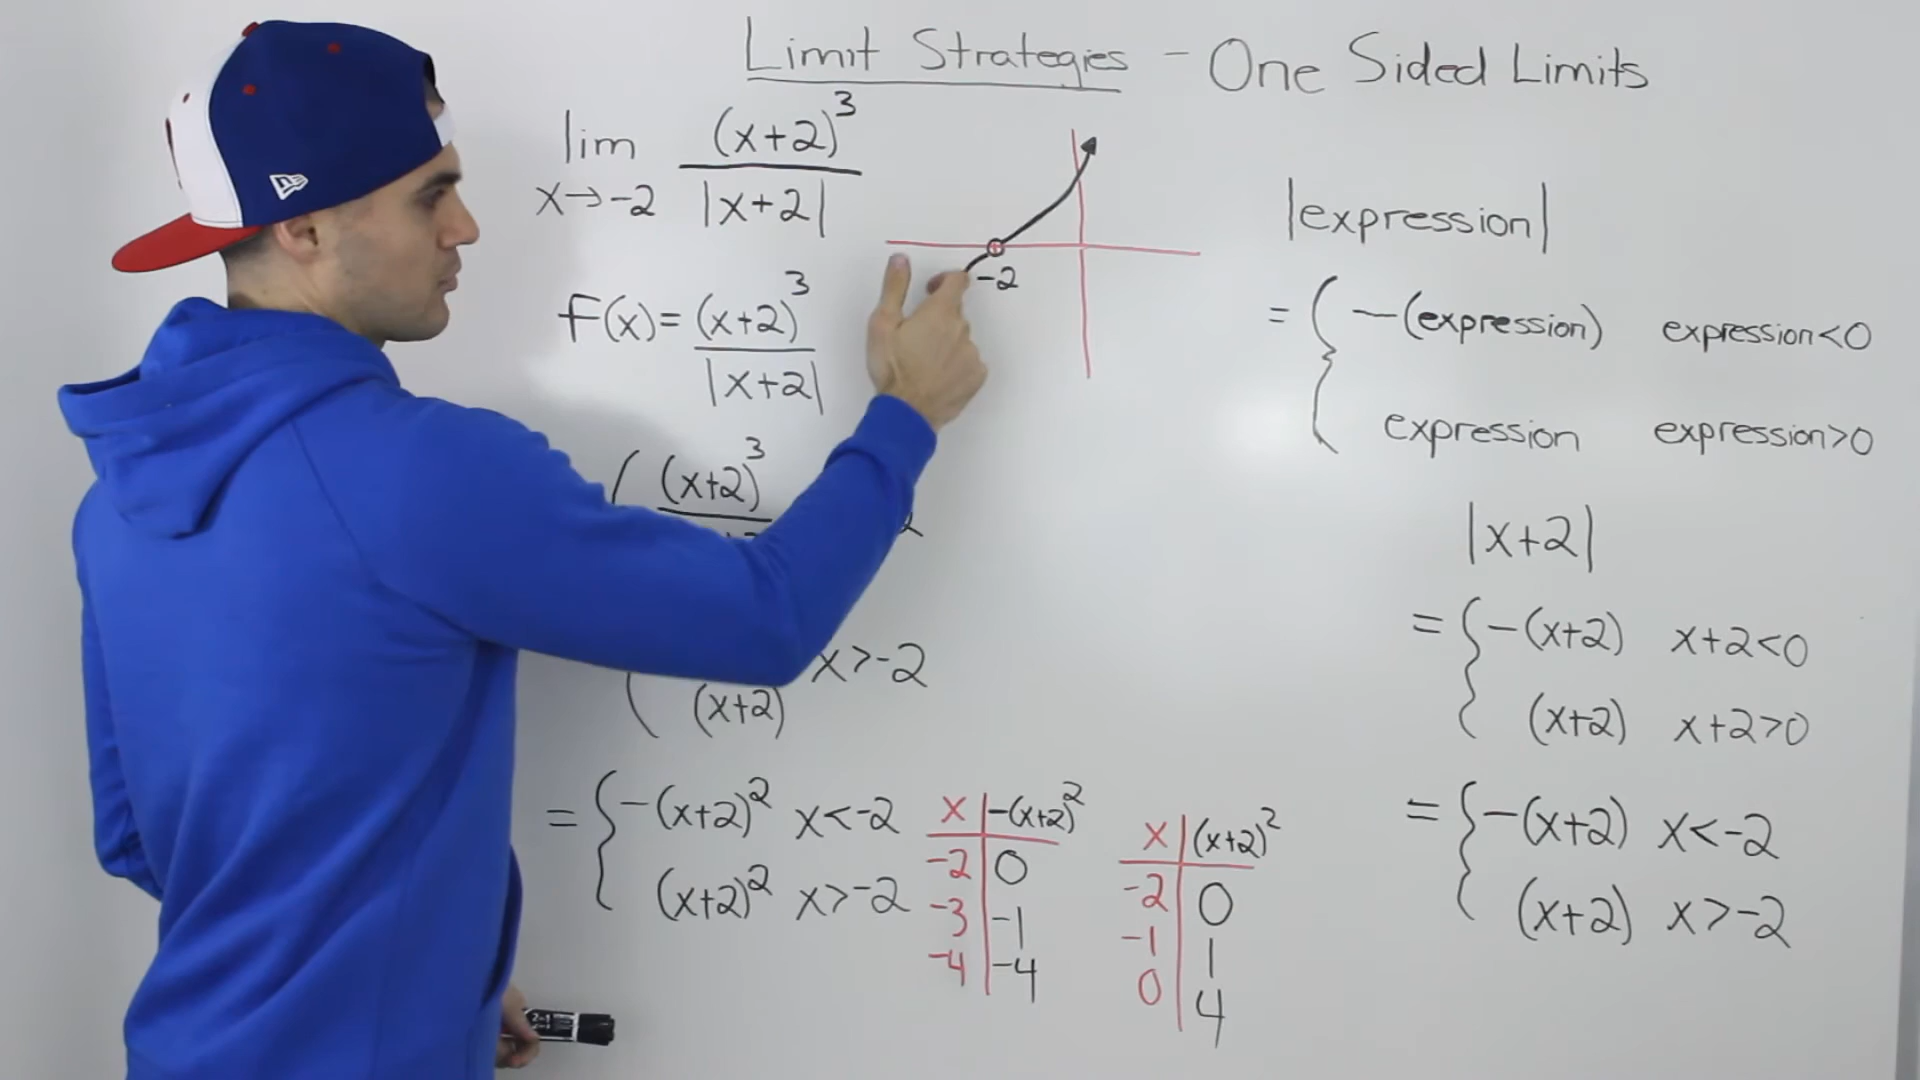 Limit Strategies - One Sided Limits
lim x→-2 (x+2)^3 / |x+2|
-2
F(x) = (x+2)^3 / |x+2|
(x+2)^3
x>-2
(x+2)
= { -(x+2)^2 x<-2
(x+2)^2 x>-2
x | -(x+2)^2
-2 | 0
-3 | -1
-4 | -4
x | (x+2)^2
-2 | 0
-1 | 1
0 | 4
|expression|
= { -(expression) expression<0
expression expression>0
|x+2|
= { -(x+2) x+2<0
(x+2) x+2>0
= { -(x+2) x<-2
(x+2) x>-2